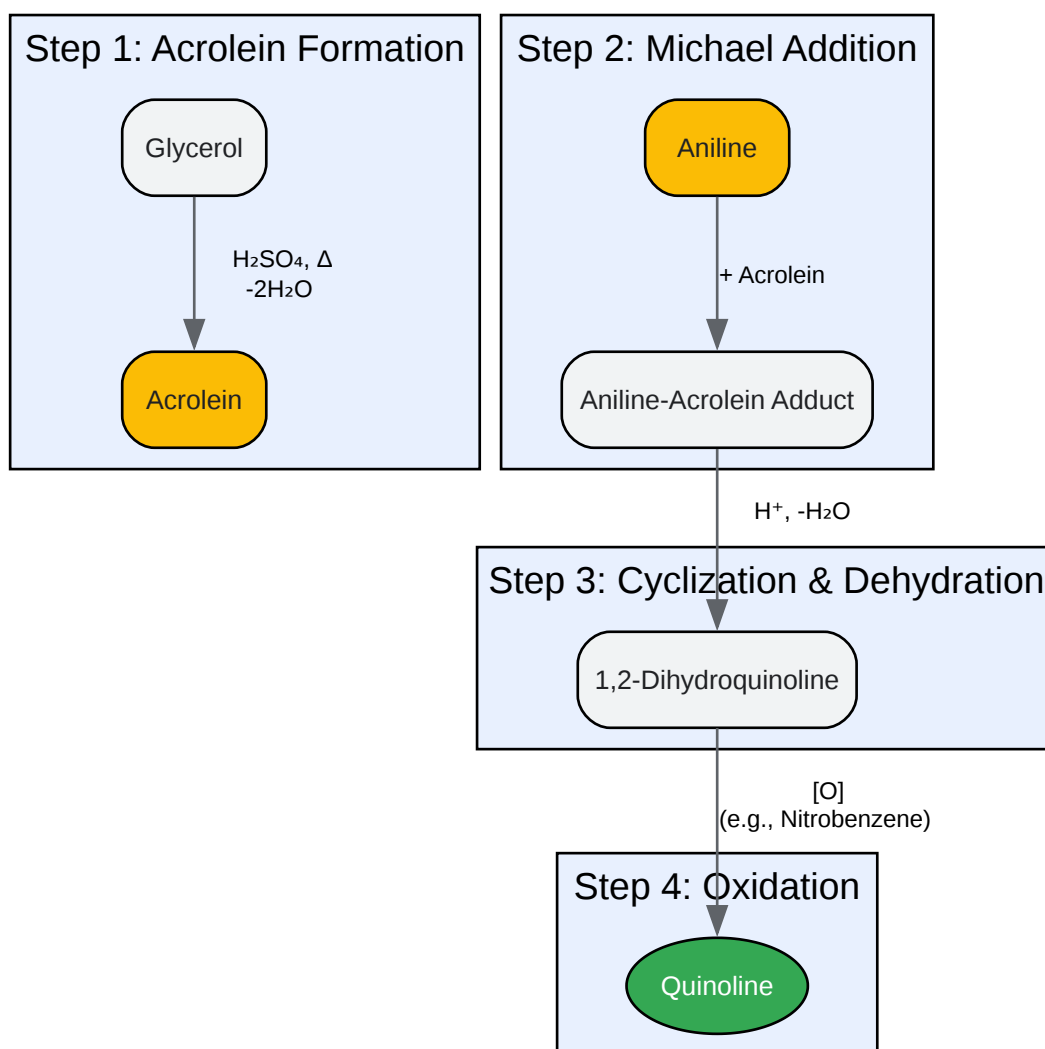 Step 1: Acrolein Formation
Glycerol
H₂SO₄, Δ
-2H₂O
Acrolein
Step 2: Michael Addition
Aniline
+ Acrolein
Aniline-Acrolein Adduct
H⁺, -H₂O
Step 3: Cyclization & Dehydration
1,2-Dihydroquinoline
[O]
(e.g., Nitrobenzene)
Step 4: Oxidation
Quinoline